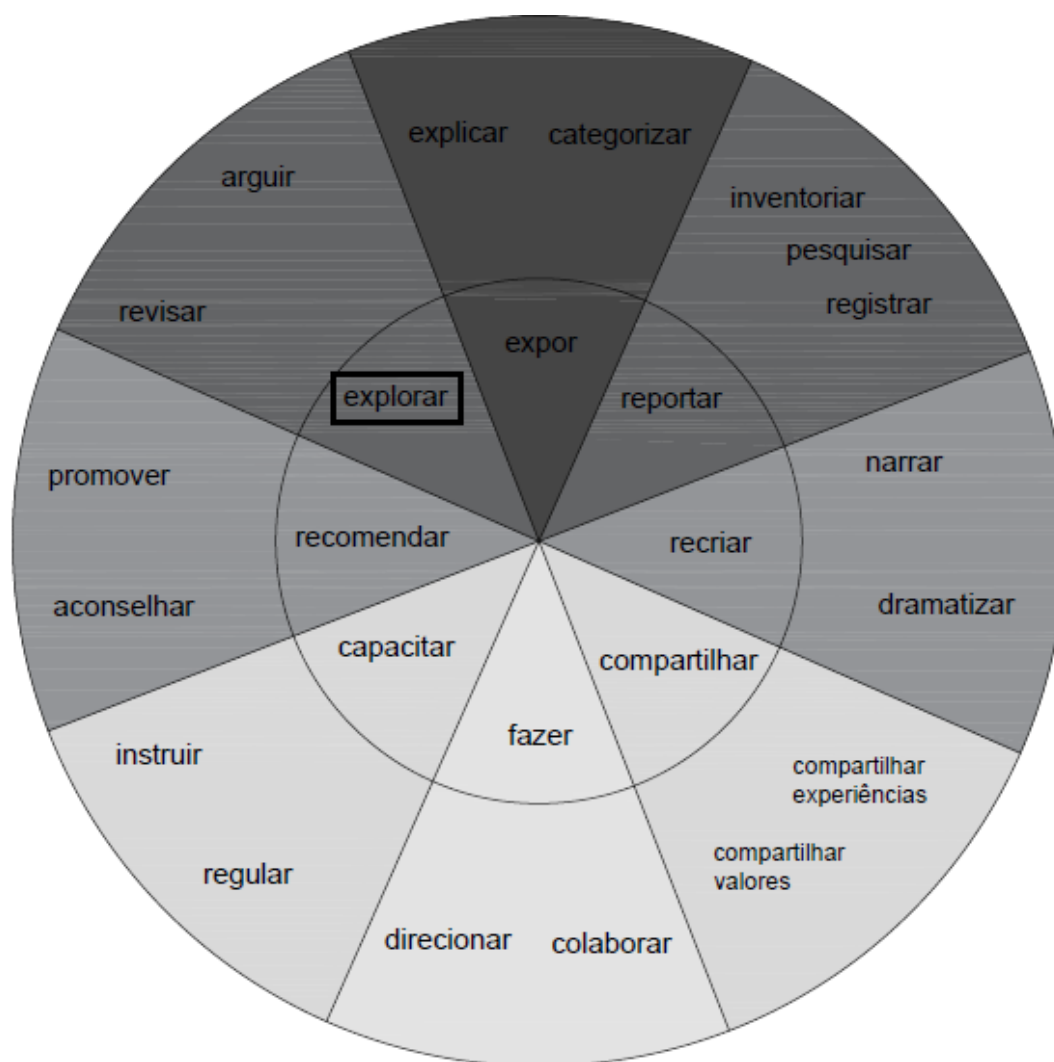 explicar categorizar
arguir
inventoriar
pesquisar
registrar
revisar
expor
explorar
reportar
promover
narrar
recomendar
recriar
aconselhar
dramatizar
capacitar
compartilhar
fazer
instruir
compartilhar
experiências
compartilhar
valores
regular
direcionar colaborar